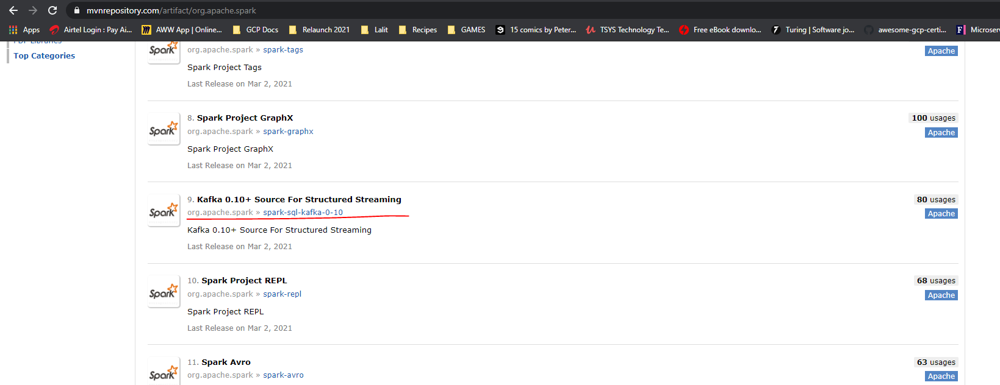 mvnrepository.com/artifact/org.apache.spark
Apps Airtel Login : Pay Ai... AWW App | Online... GCP Docs Relaunch 2021 Lalit Recipes GAMES 15 comics by Peter... TSYS Technology Te... Free eBook downlo... Turing | Software jo... awesome-gcp-certi... Microser
PDF Libraries
Top Categories
Spark
org.apache.spark » spark-tags
Apache
Spark Project Tags
Last Release on Mar 2, 2021
Spark
8. Spark Project GraphX
100 usages
org.apache.spark » spark-graphx
Apache
Spark Project GraphX
Last Release on Mar 2, 2021
Spark
9. Kafka 0.10+ Source For Structured Streaming
80 usages
org.apache.spark » spark-sql-kafka-0-10
Apache
Kafka 0.10+ Source For Structured Streaming
Last Release on Mar 2, 2021
Spark
10. Spark Project REPL
68 usages
org.apache.spark » spark-repl
Apache
Spark Project REPL
Last Release on Mar 2, 2021
Spark
11. Spark Avro
63 usages
org.apache.spark » spark-avro
Apache